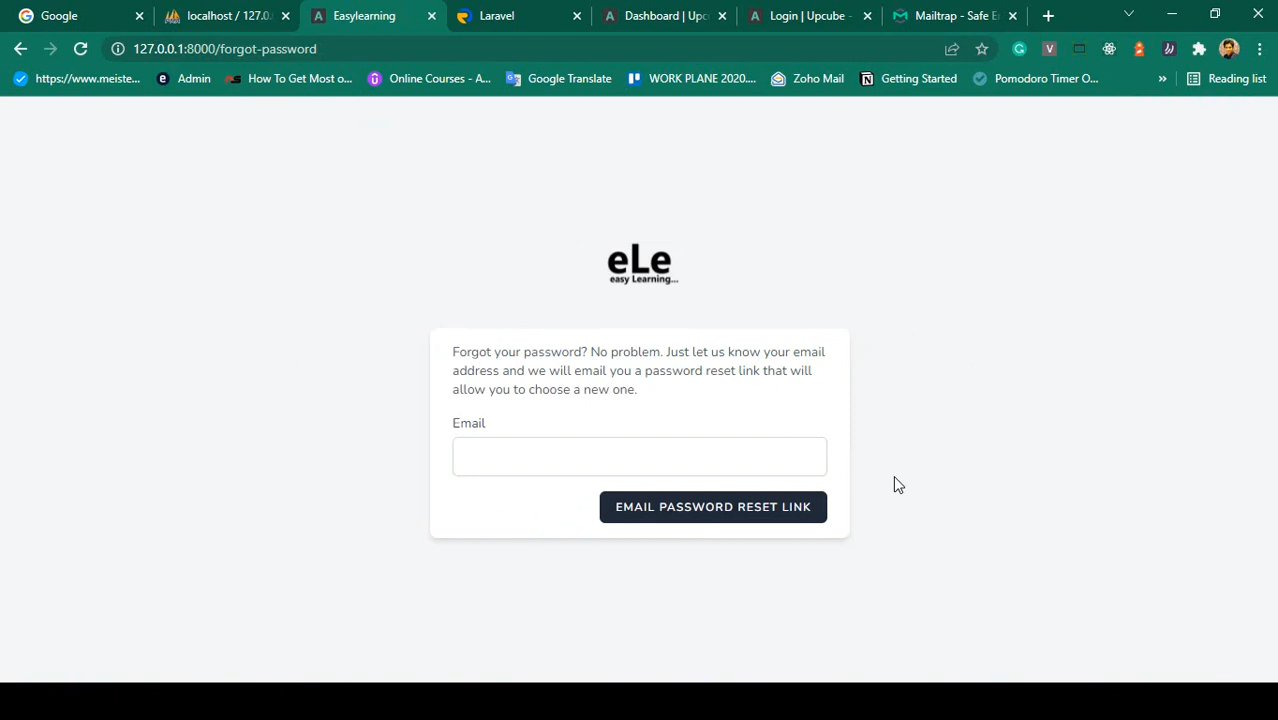 Google
localhost / 127.0.
Easylearning
Laravel
Dashboard | Upc
Login | Upcube -
Mailtrap - Safe E
127.0.0.1:8000/forgot-password
https://www.meiste...
Admin
How To Get Most o...
Online Courses - A...
Google Translate
WORK PLANE 2020....
Zoho Mail
Getting Started
Pomodoro Timer O...
»
Reading list
eLe
easy Learning...
Forgot your password? No problem. Just let us know your email
address and we will email you a password reset link that will
allow you to choose a new one.
Email
EMAIL PASSWORD RESET LINK